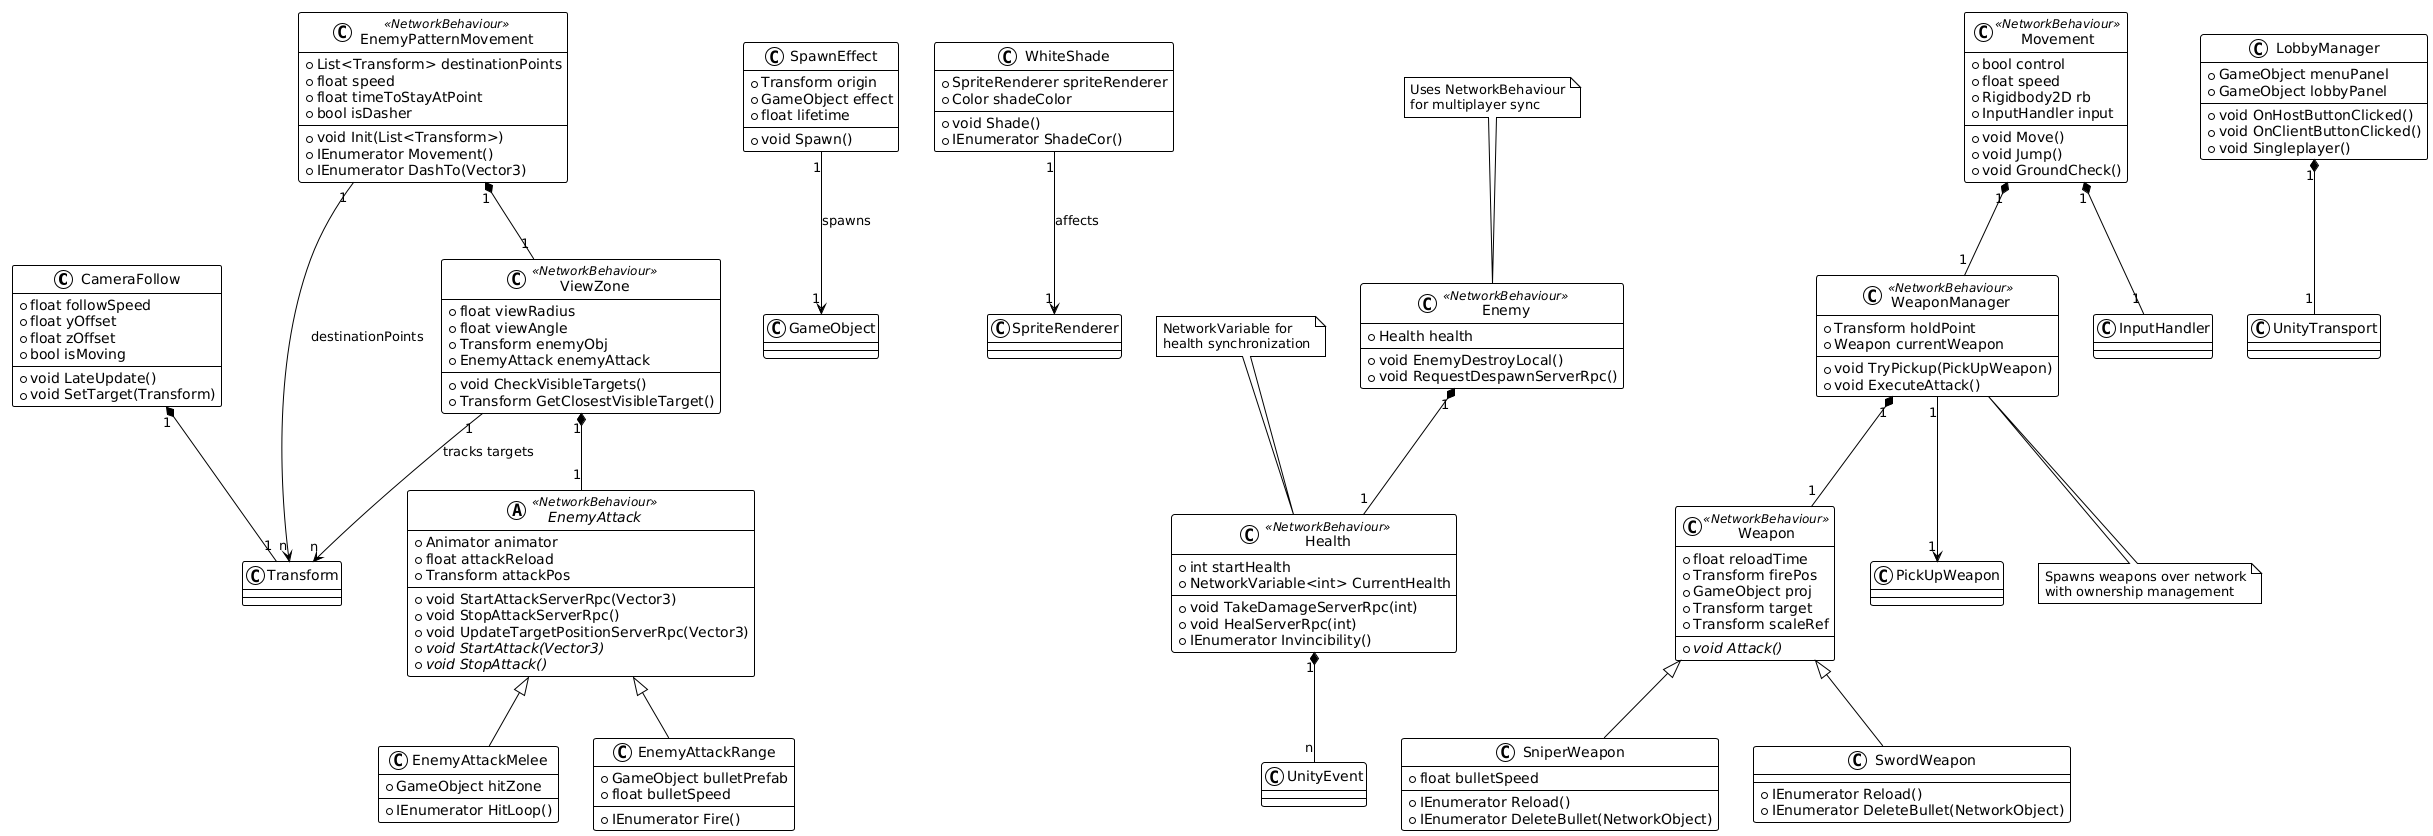 «NetworkBehaviour»
EnemyPatternMovement
List<Transform> destinationPoints
float speed
float timeToStayAtPoint
bool isDasher
void Init(List<Transform>)
IEnumerator Movement()
IEnumerator DashTo(Vector3)
SpawnEffect
Transform origin
GameObject effect
float lifetime
void Spawn()
WhiteShade
SpriteRenderer spriteRenderer
Color shadeColor
void Shade()
IEnumerator ShadeCor()
Uses NetworkBehaviour
for multiplayer sync
«NetworkBehaviour»
Movement
bool control
float speed
Rigidbody2D rb
InputHandler input
void Move()
void Jump()
void GroundCheck()
LobbyManager
GameObject menuPanel
GameObject lobbyPanel
void OnHostButtonClicked()
void OnClientButtonClicked()
void Singleplayer()
1
1
1
1
1
1
1
spawns
affects
1
1
1
1
1
1
CameraFollow
float followSpeed
float yOffset
float zOffset
bool isMoving
void LateUpdate()
void SetTarget(Transform)
destinationPoints
«NetworkBehaviour»
ViewZone
float viewRadius
float viewAngle
Transform enemyObj
EnemyAttack enemyAttack
void CheckVisibleTargets()
Transform GetClosestVisibleTarget()
GameObject
SpriteRenderer
NetworkVariable for
health synchronization
«NetworkBehaviour»
Enemy
Health health
void EnemyDestroyLocal()
void RequestDespawnServerRpc()
«NetworkBehaviour»
WeaponManager
Transform holdPoint
Weapon currentWeapon
void TryPickup(PickUpWeapon)
void ExecuteAttack()
InputHandler
UnityTransport
1
1
1
1
1
1
tracks targets
1
1
1
1
1 n
n
Transform
«NetworkBehaviour»
EnemyAttack
Animator animator
float attackReload
Transform attackPos
void StartAttackServerRpc(Vector3)
void StopAttackServerRpc()
void UpdateTargetPositionServerRpc(Vector3)
void StartAttack(Vector3)
void StopAttack()
«NetworkBehaviour»
Health
int startHealth
NetworkVariable<int> CurrentHealth
void TakeDamageServerRpc(int)
void HealServerRpc(int)
IEnumerator Invincibility()
«NetworkBehaviour»
Weapon
float reloadTime
Transform firePos
GameObject proj
Transform target
Transform scaleRef
void Attack()
PickUpWeapon
Spawns weapons over network
with ownership management
1
n
EnemyAttackMelee
GameObject hitZone
IEnumerator HitLoop()
EnemyAttackRange
GameObject bulletPrefab
float bulletSpeed
IEnumerator Fire()
UnityEvent
SniperWeapon
float bulletSpeed
IEnumerator Reload()
IEnumerator DeleteBullet(NetworkObject)
SwordWeapon
IEnumerator Reload()
IEnumerator DeleteBullet(NetworkObject)